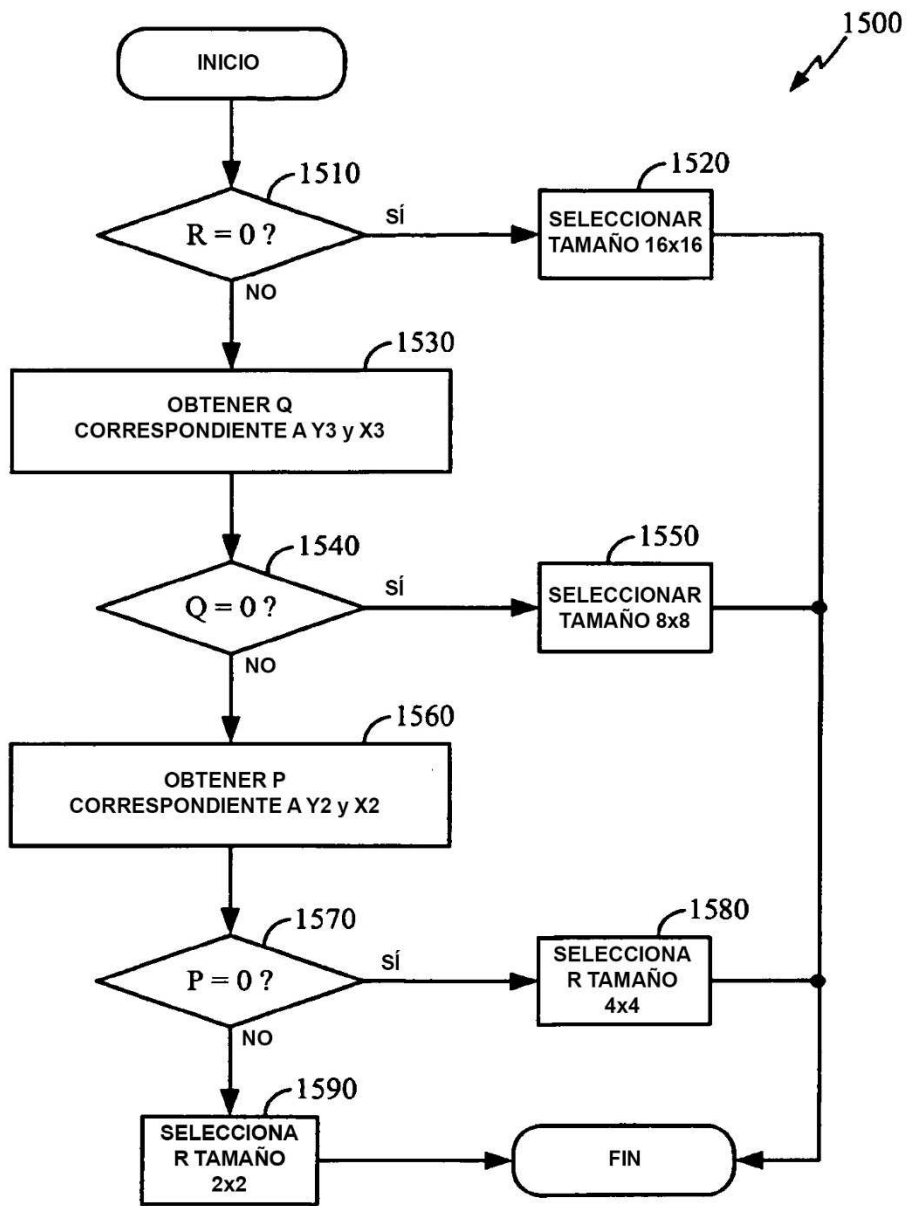 1500
INICIO
1510
R = 0 ?
SÍ
NO
1520
SELECCIONAR
TAMAÑO 16x16
1530
OBTENER Q
CORRESPONDIENTE A Y3 y X3
1540
Q = 0 ?
SÍ
NO
1550
SELECCIONAR
TAMAÑO 8x8
1560
OBTENER P
CORRESPONDIENTE A Y2 y X2
1570
P = 0 ?
SÍ
NO
1580
SELECCIONA
R TAMAÑO
4x4
1590
SELECCIONA
R TAMAÑO
2x2
FIN